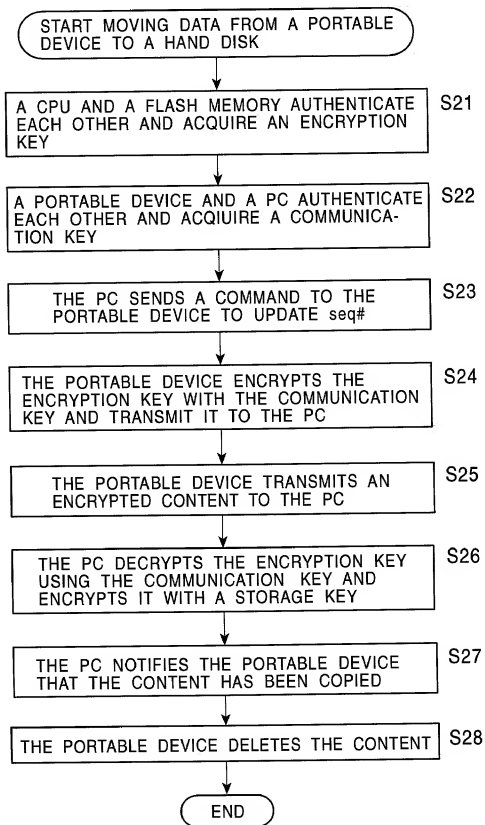 START MOVING DATA FROM A PORTABLE
DEVICE TO A HAND DISK
A CPU AND A FLASH MEMORY AUTHENTICATE
EACH OTHER AND ACQUIRE AN ENCRYPTION
KEY
S21
A PORTABLE DEVICE AND A PC AUTHENTICATE
EACH OTHER AND ACQIUIRE A COMMUNICA-
TION KEY
S22
THE PC SENDS A COMMAND TO THE
PORTABLE DEVICE TO UPDATE seq#
S23
THE PORTABLE DEVICE ENCRYPTS THE
ENCRYPTION KEY WITH THE COMMUNICATION
KEY AND TRANSMIT IT TO THE PC
S24
THE PORTABLE DEVICE TRANSMITS AN
ENCRYPTED CONTENT TO THE PC
S25
THE PC DECRYPTS THE ENCRYPTION KEY
USING THE COMMUNICATION KEY AND
ENCRYPTS IT WITH A STORAGE KEY
S26
THE PC NOTIFIES THE PORTABLE DEVICE
THAT THE CONTENT HAS BEEN COPIED
S27
THE PORTABLE DEVICE DELETES THE CONTENT
S28
END